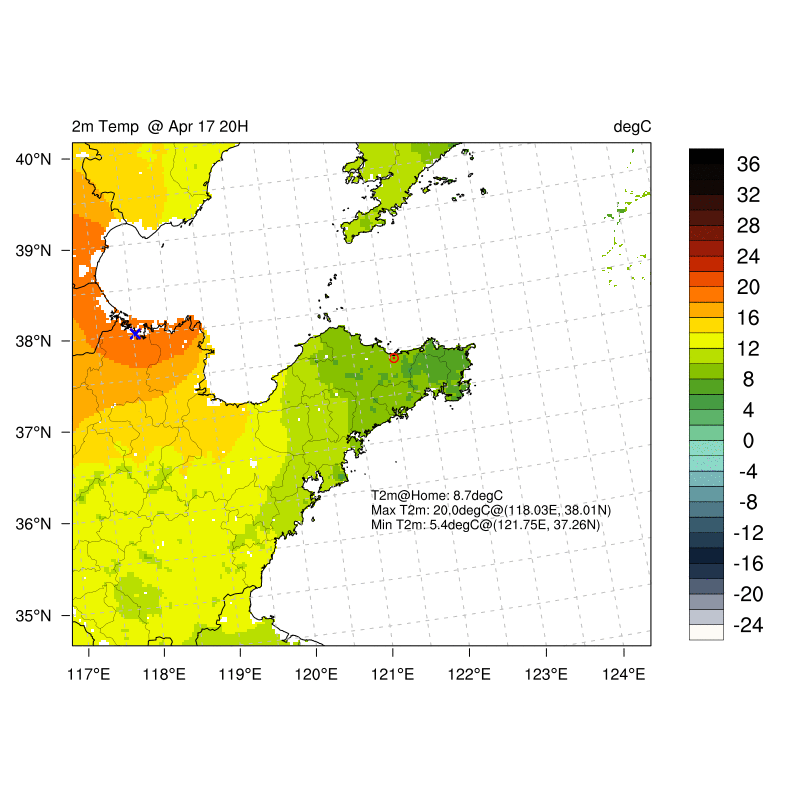 2m Temp @ Apr 17 20H
degC
40°N
39°N
38°N
37°N
36°N
35°N
117°E
118°E
119°E
120°E
121°E
122°E
123°E
124°E
T2m@Home: 8.7degC
Max T2m: 20.0degC@(118.03E, 38.01N)
Min T2m: 5.4degC@(121.75E, 37.26N)
36
32
28
24
20
16
12
8
4
0
-4
-8
-12
-16
-20
-24